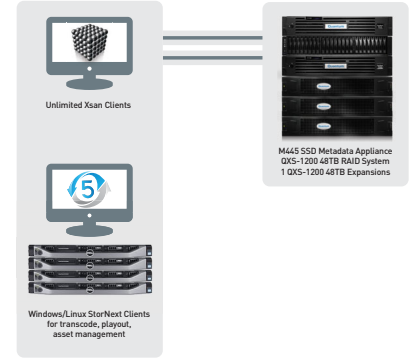 Unlimited Xsan Clients
M445 SSD Metadata Appliance
QXS-1200 48TB RAID System
1 QXS-1200 48TB Expansions
5
Windows/Linux StorNext Clients
for transcode, playout,
asset management